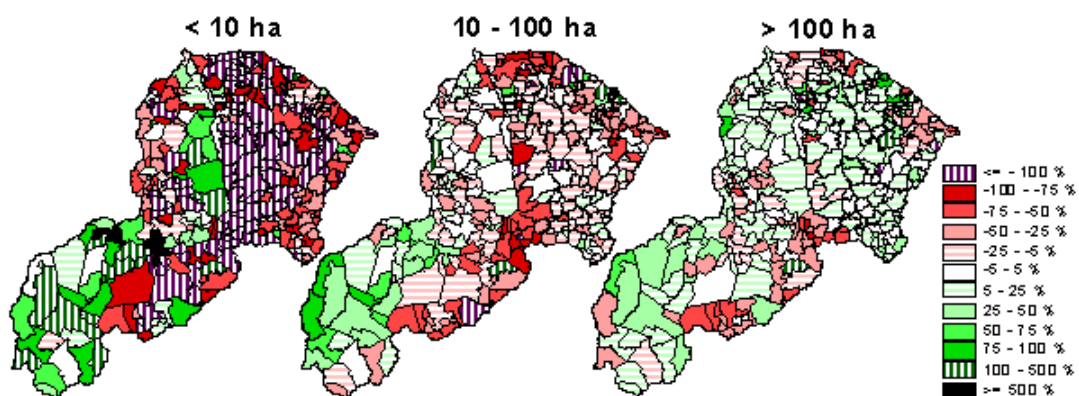 < 10 ha
10 - 100 ha
> 100 ha
<= - 100 %
-100 - -75 %
-75 - -50 %
-50 - -25 %
-25 - -5 %
-5 - 5 %
5 - 25 %
25 - 50 %
50 - 75 %
75 - 100 %
100 - 500 %
>= 500 %